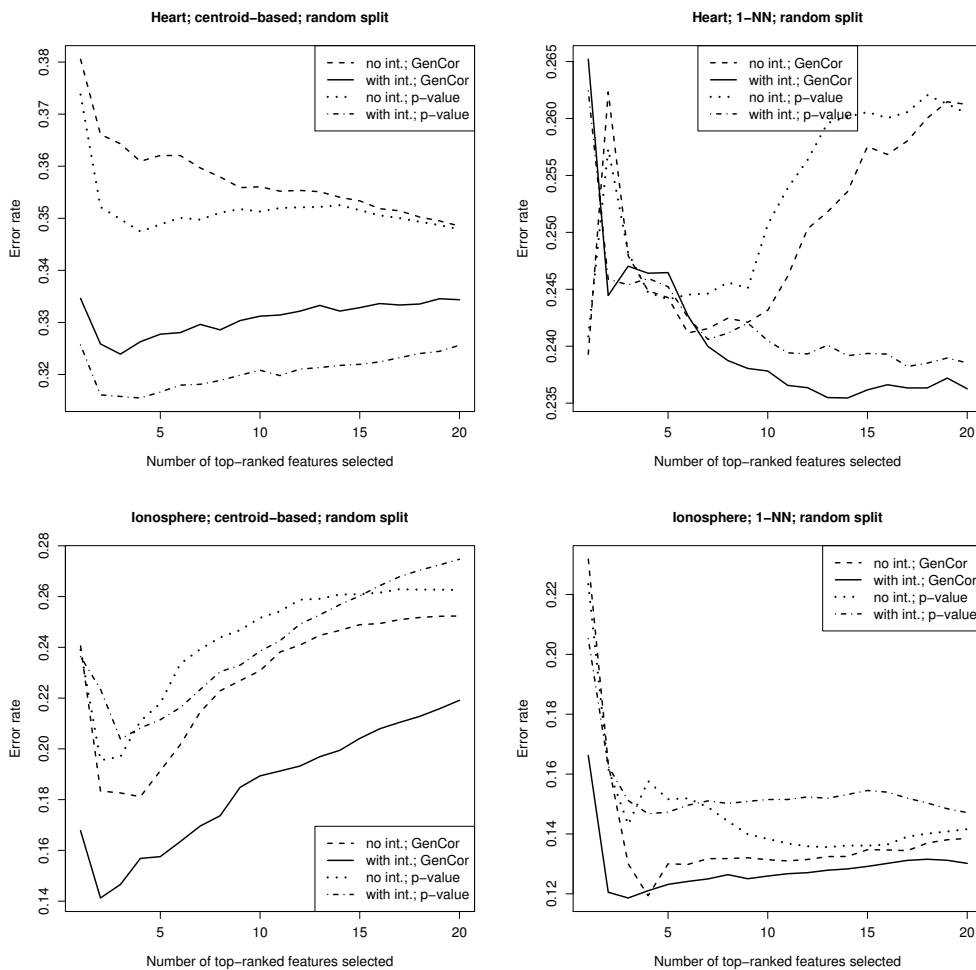 Heart; centroid−based; random split
Error rate
0.38
0.37
0.36
0.35
0.34
0.33
0.32
no int.; GenCor
with int.; GenCor
no int.; p−value
with int.; p−value
5
10
15
20
Number of top−ranked features selected
Heart; 1−NN; random split
Error rate
0.265
0.260
0.255
0.250
0.245
0.240
0.235
no int.; GenCor
with int.; GenCor
no int.; p−value
with int.; p−value
5
10
15
20
Number of top−ranked features selected
Ionosphere; centroid−based; random split
Error rate
0.28
0.26
0.24
0.22
0.20
0.18
0.16
0.14
no int.; GenCor
with int.; GenCor
no int.; p−value
with int.; p−value
5
10
15
20
Number of top−ranked features selected
Ionosphere; 1−NN; random split
Error rate
0.22
0.20
0.18
0.16
0.14
0.12
no int.; GenCor
with int.; GenCor
no int.; p−value
with int.; p−value
5
10
15
20
Number of top−ranked features selected